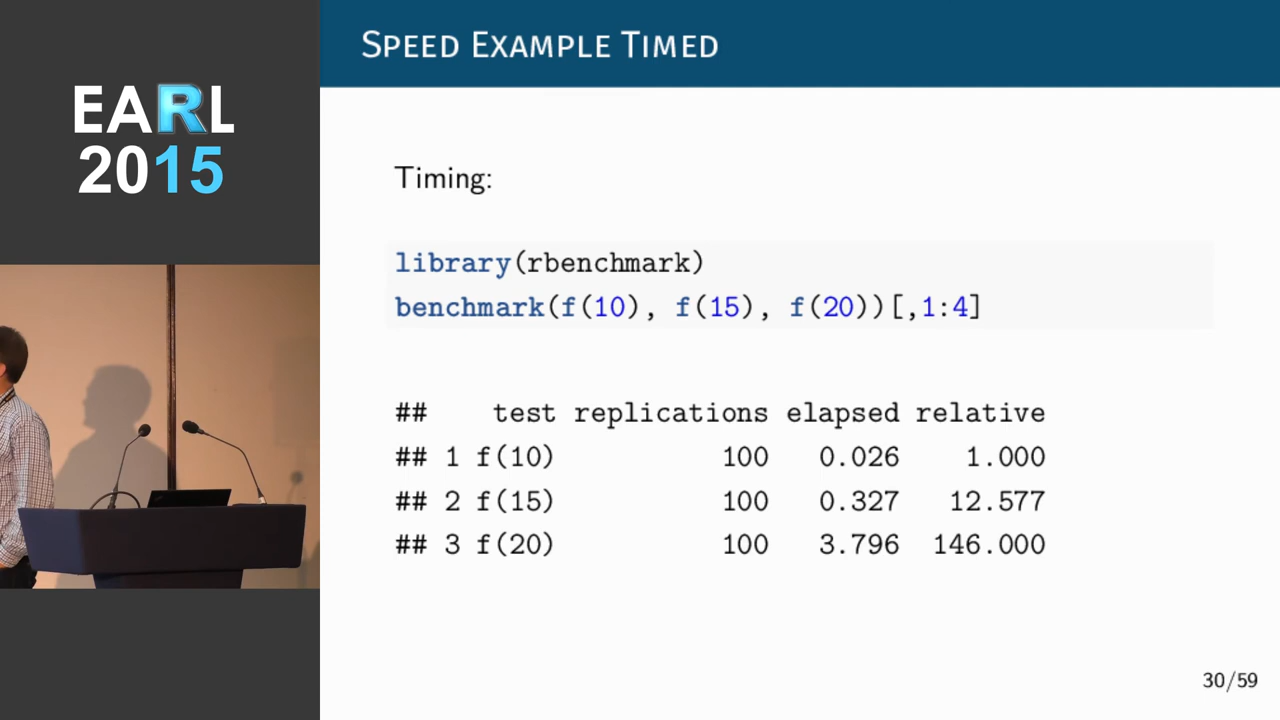 EARL
2015
SPEED EXAMPLE TIMED
Timing:
library(rbenchmark)
benchmark(f(10), f(15), f(20))[,1:4]
## test replications elapsed relative
## 1 f(10) 100 0.026 1.000
## 2 f(15) 100 0.327 12.577
## 3 f(20) 100 3.796 146.000
30/59